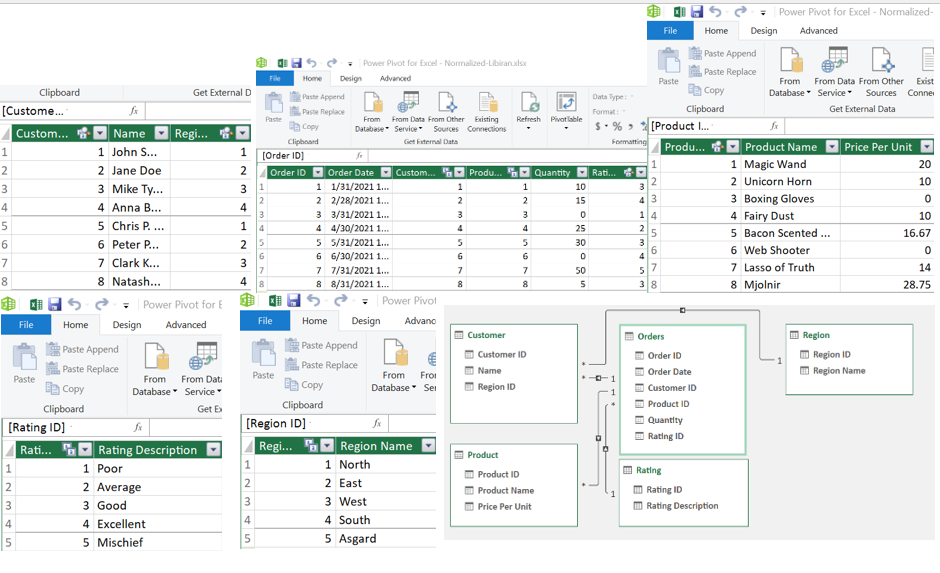 Clipboard
Get External D
[Custome...
fx
Custom... Name Regi...
1 1 John S... 1
2 2 Jane Doe 2
3 3 Mike Ty... 3
4 4 Anna B... 4
5 5 Chris P. ... 1
6 6 Peter P... 2
7 7 Clark K... 3
8 8 Natash... 4
Power Pivot for Excel - Normalized-Libiran.xlsx
File Home Design Advanced
Paste
Paste Append
Paste Replace
Copy
Clipboard
From Database
From Data Service
From Other Sources
Existing Connections
Get External Data
Refresh
PivotTable
Data Type :
Format :
$ % ,
Formatting
[Order ID]
fx
Order ID Order Date Custom... Produ... Quantity Rati...
1 1 1/31/2021 1... 1 1 10 3
2 2 2/28/2021 1... 2 2 15 4
3 3 3/31/2021 1... 3 3 0 1
4 4 4/30/2021 1... 4 4 25 2
5 5 5/31/2021 1... 5 5 30 3
6 6 6/30/2021 1... 6 6 0 4
7 7 7/31/2021 1... 7 7 50 5
8 8 8/31/2021 1... 8 8 5 3
Power Pivot for Excel - Normalized-
File Home Design Advanced
Paste
Paste Append
Paste Replace
Copy
Clipboard
From Database
From Data Service
From Other Sources
Exist
Conne
Get External Data
[Product I...
fx
Produ... Product Name Price Per Unit
1 1 Magic Wand 20
2 2 Unicorn Horn 10
3 3 Boxing Gloves 0
4 4 Fairy Dust 10
5 5 Bacon Scented ... 16.67
6 6 Web Shooter 0
7 7 Lasso of Truth 14
8 8 Mjolnir 28.75
Power Pivot for E
File Home Design Advanced
Paste
Paste Append
Paste Replace
Copy
Clipboard
From Database
From Data Service
Get Ex
[Rating ID]
fx
Rati... Rating Description
1 1 Poor
2 2 Average
3 3 Good
4 4 Excellent
5 5 Mischief
Power Pivot
File Home Design Advanc
Paste
Paste Append
Paste Replace
Copy
Clipboard
From Database
Fron
Ser
[Region ID]
fx
Regi... Region Name
1 1 North
2 2 East
3 3 West
4 4 South
5 5 Asgard
Customer
Customer ID
Name
Region ID
Product
Product ID
Product Name
Price Per Unit
Orders
Order ID
Order Date
Customer ID
Product ID
Quantity
Rating ID
Rating
Rating ID
Rating Description
Region
Region ID
Region Name
*
*
1
1
*
*
1
1